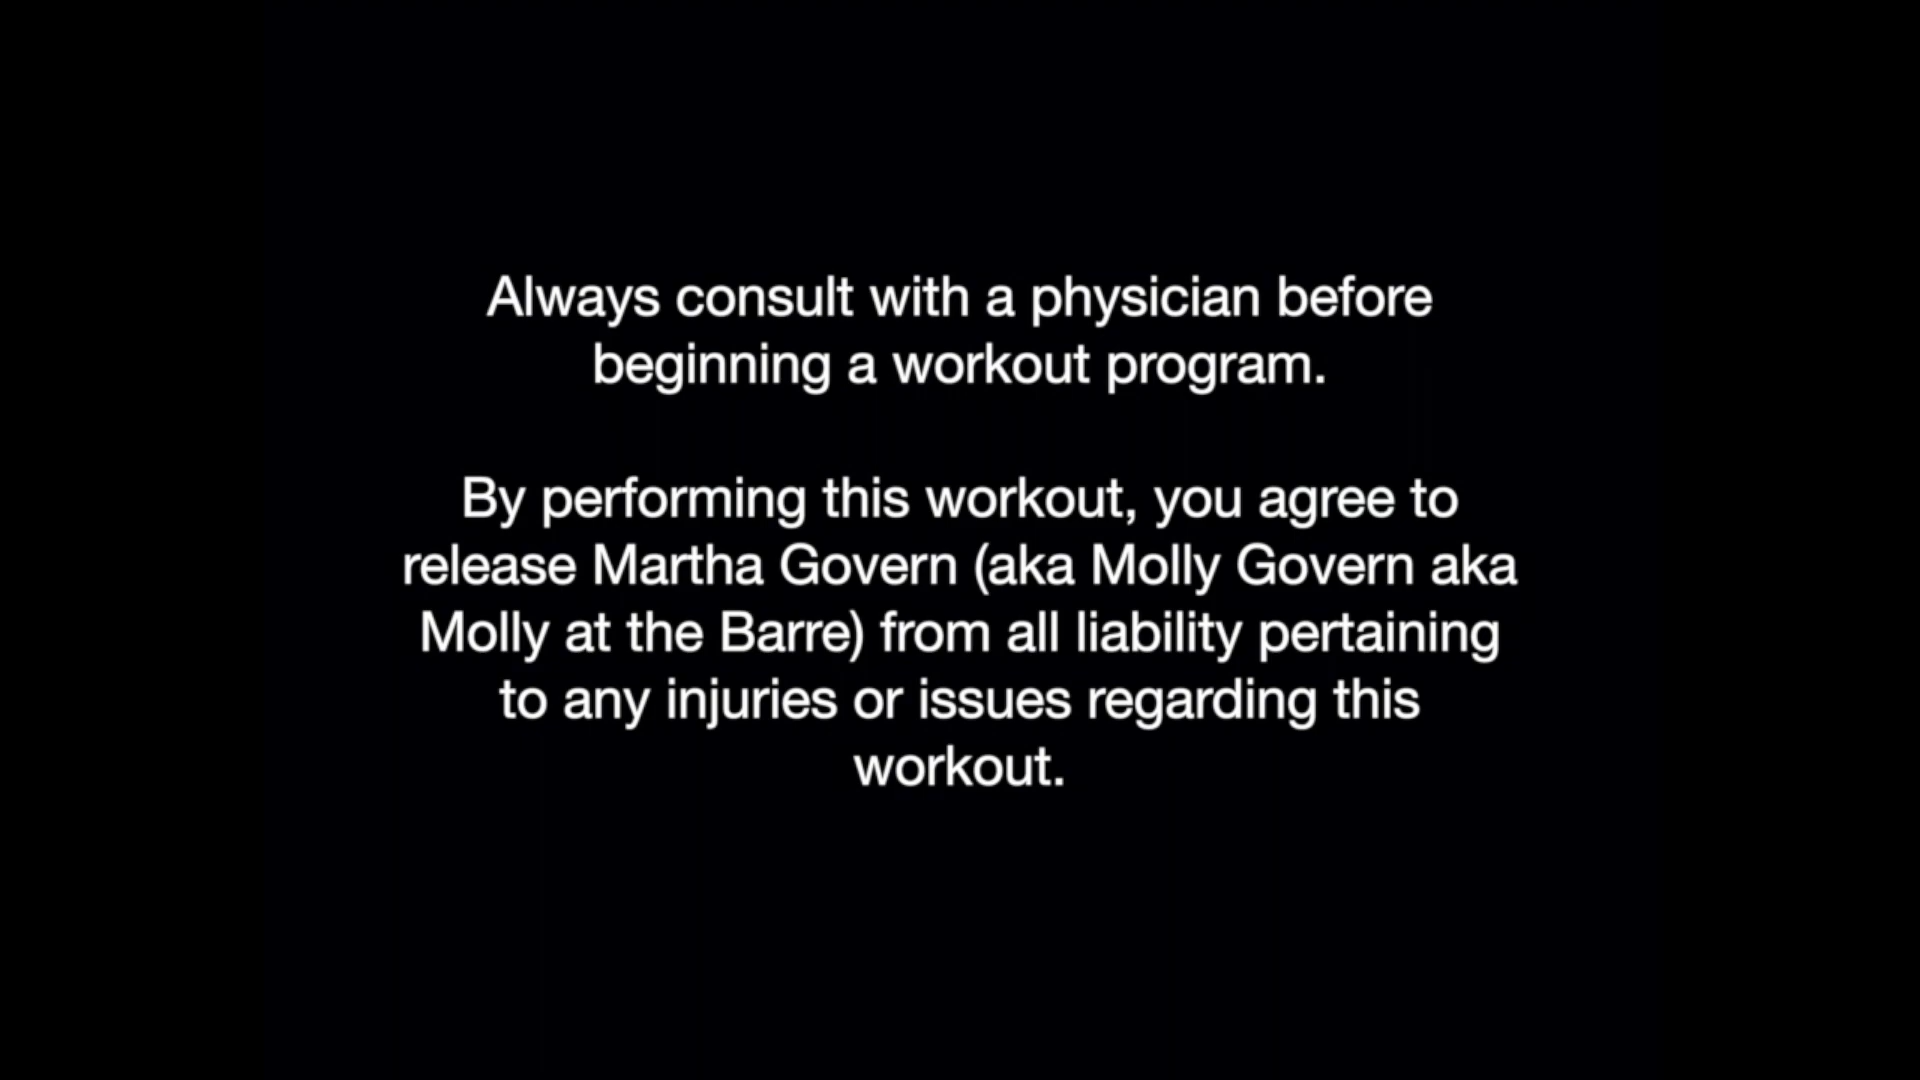 Always consult with a physician before
beginning a workout program.
By performing this workout, you agree to
release Martha Govern (aka Molly Govern aka
Molly at the Barre) from all liability pertaining
to any injuries or issues regarding this
workout.